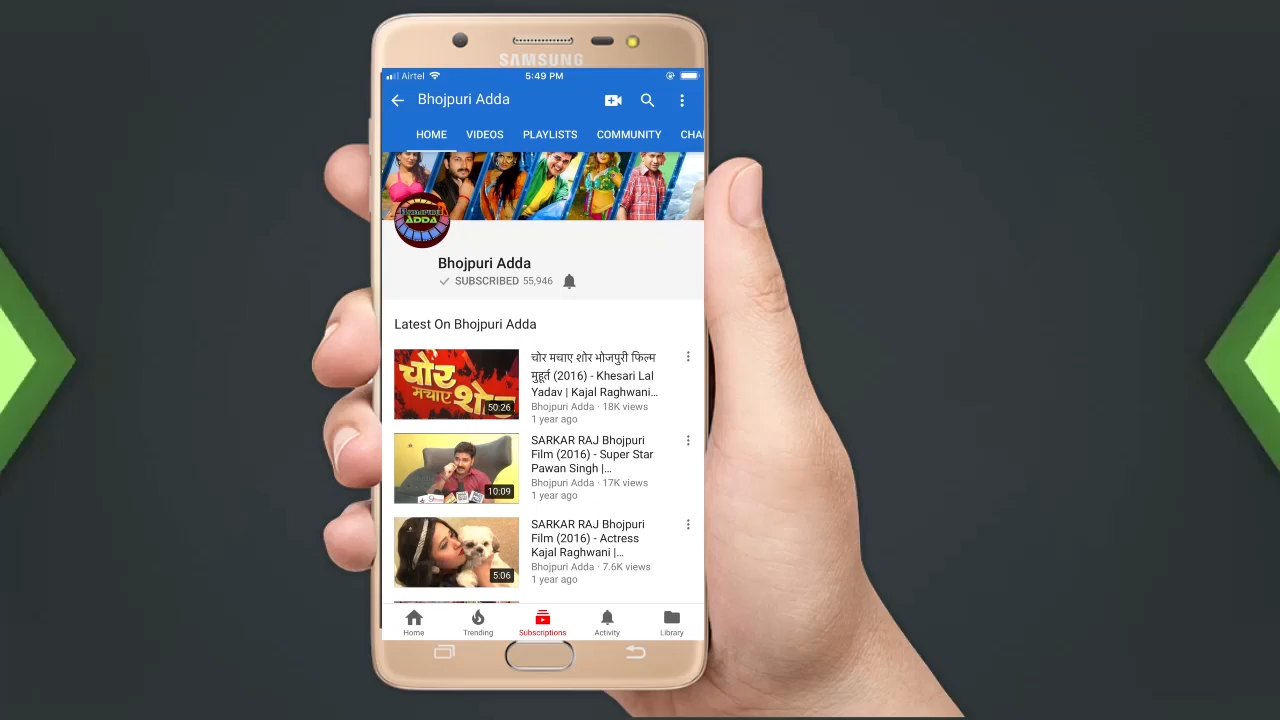 SAMSUNG
Airtel 5:49 PM
Bhojpuri Adda
HOME VIDEOS PLAYLISTS COMMUNITY CHA
BHOJPURI
ADDA
Bhojpuri Adda
SUBSCRIBED 55,946
Latest On Bhojpuri Adda
चोर
मचाए शोर
50:26
चोर मचाए शोर भोजपुरी फिल्म
मुहूर्त (2016) - Khesari Lal
Yadav | Kajal Raghwani...
Bhojpuri Adda · 18K views
1 year ago
10:09
SARKAR RAJ Bhojpuri
Film (2016) - Super Star
Pawan Singh |...
Bhojpuri Adda · 17K views
1 year ago
5:06
SARKAR RAJ Bhojpuri
Film (2016) - Actress
Kajal Raghwani |...
Bhojpuri Adda · 7.6K views
1 year ago
Home Trending Subscriptions Activity Library